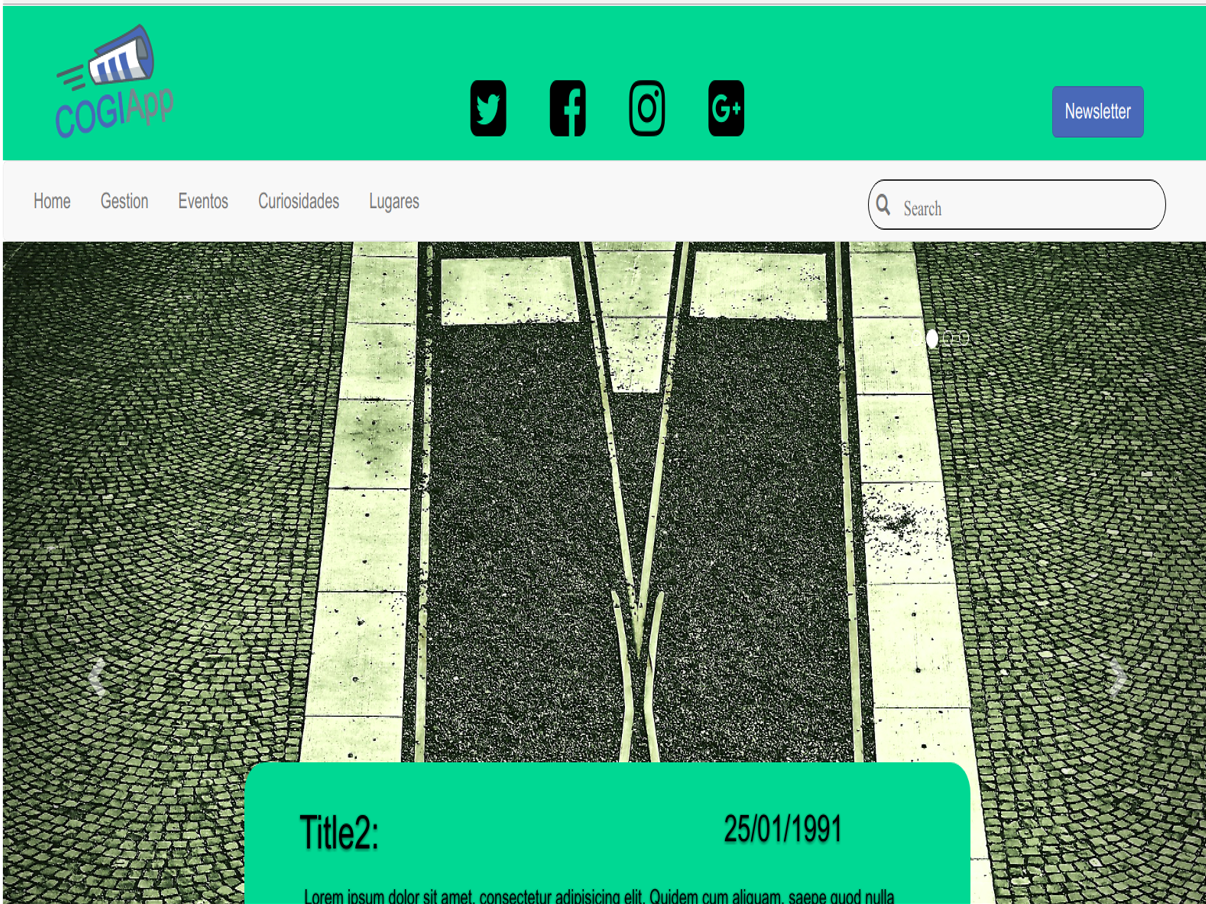 COGIApp
G+
Newsletter
Home Gestion Eventos Curiosidades Lugares
Search
Title2: 25/01/1991
Lorem ipsum dolor sit amet, consectetur adipisicing elit. Quidem cum aliquam, saepe quod nulla